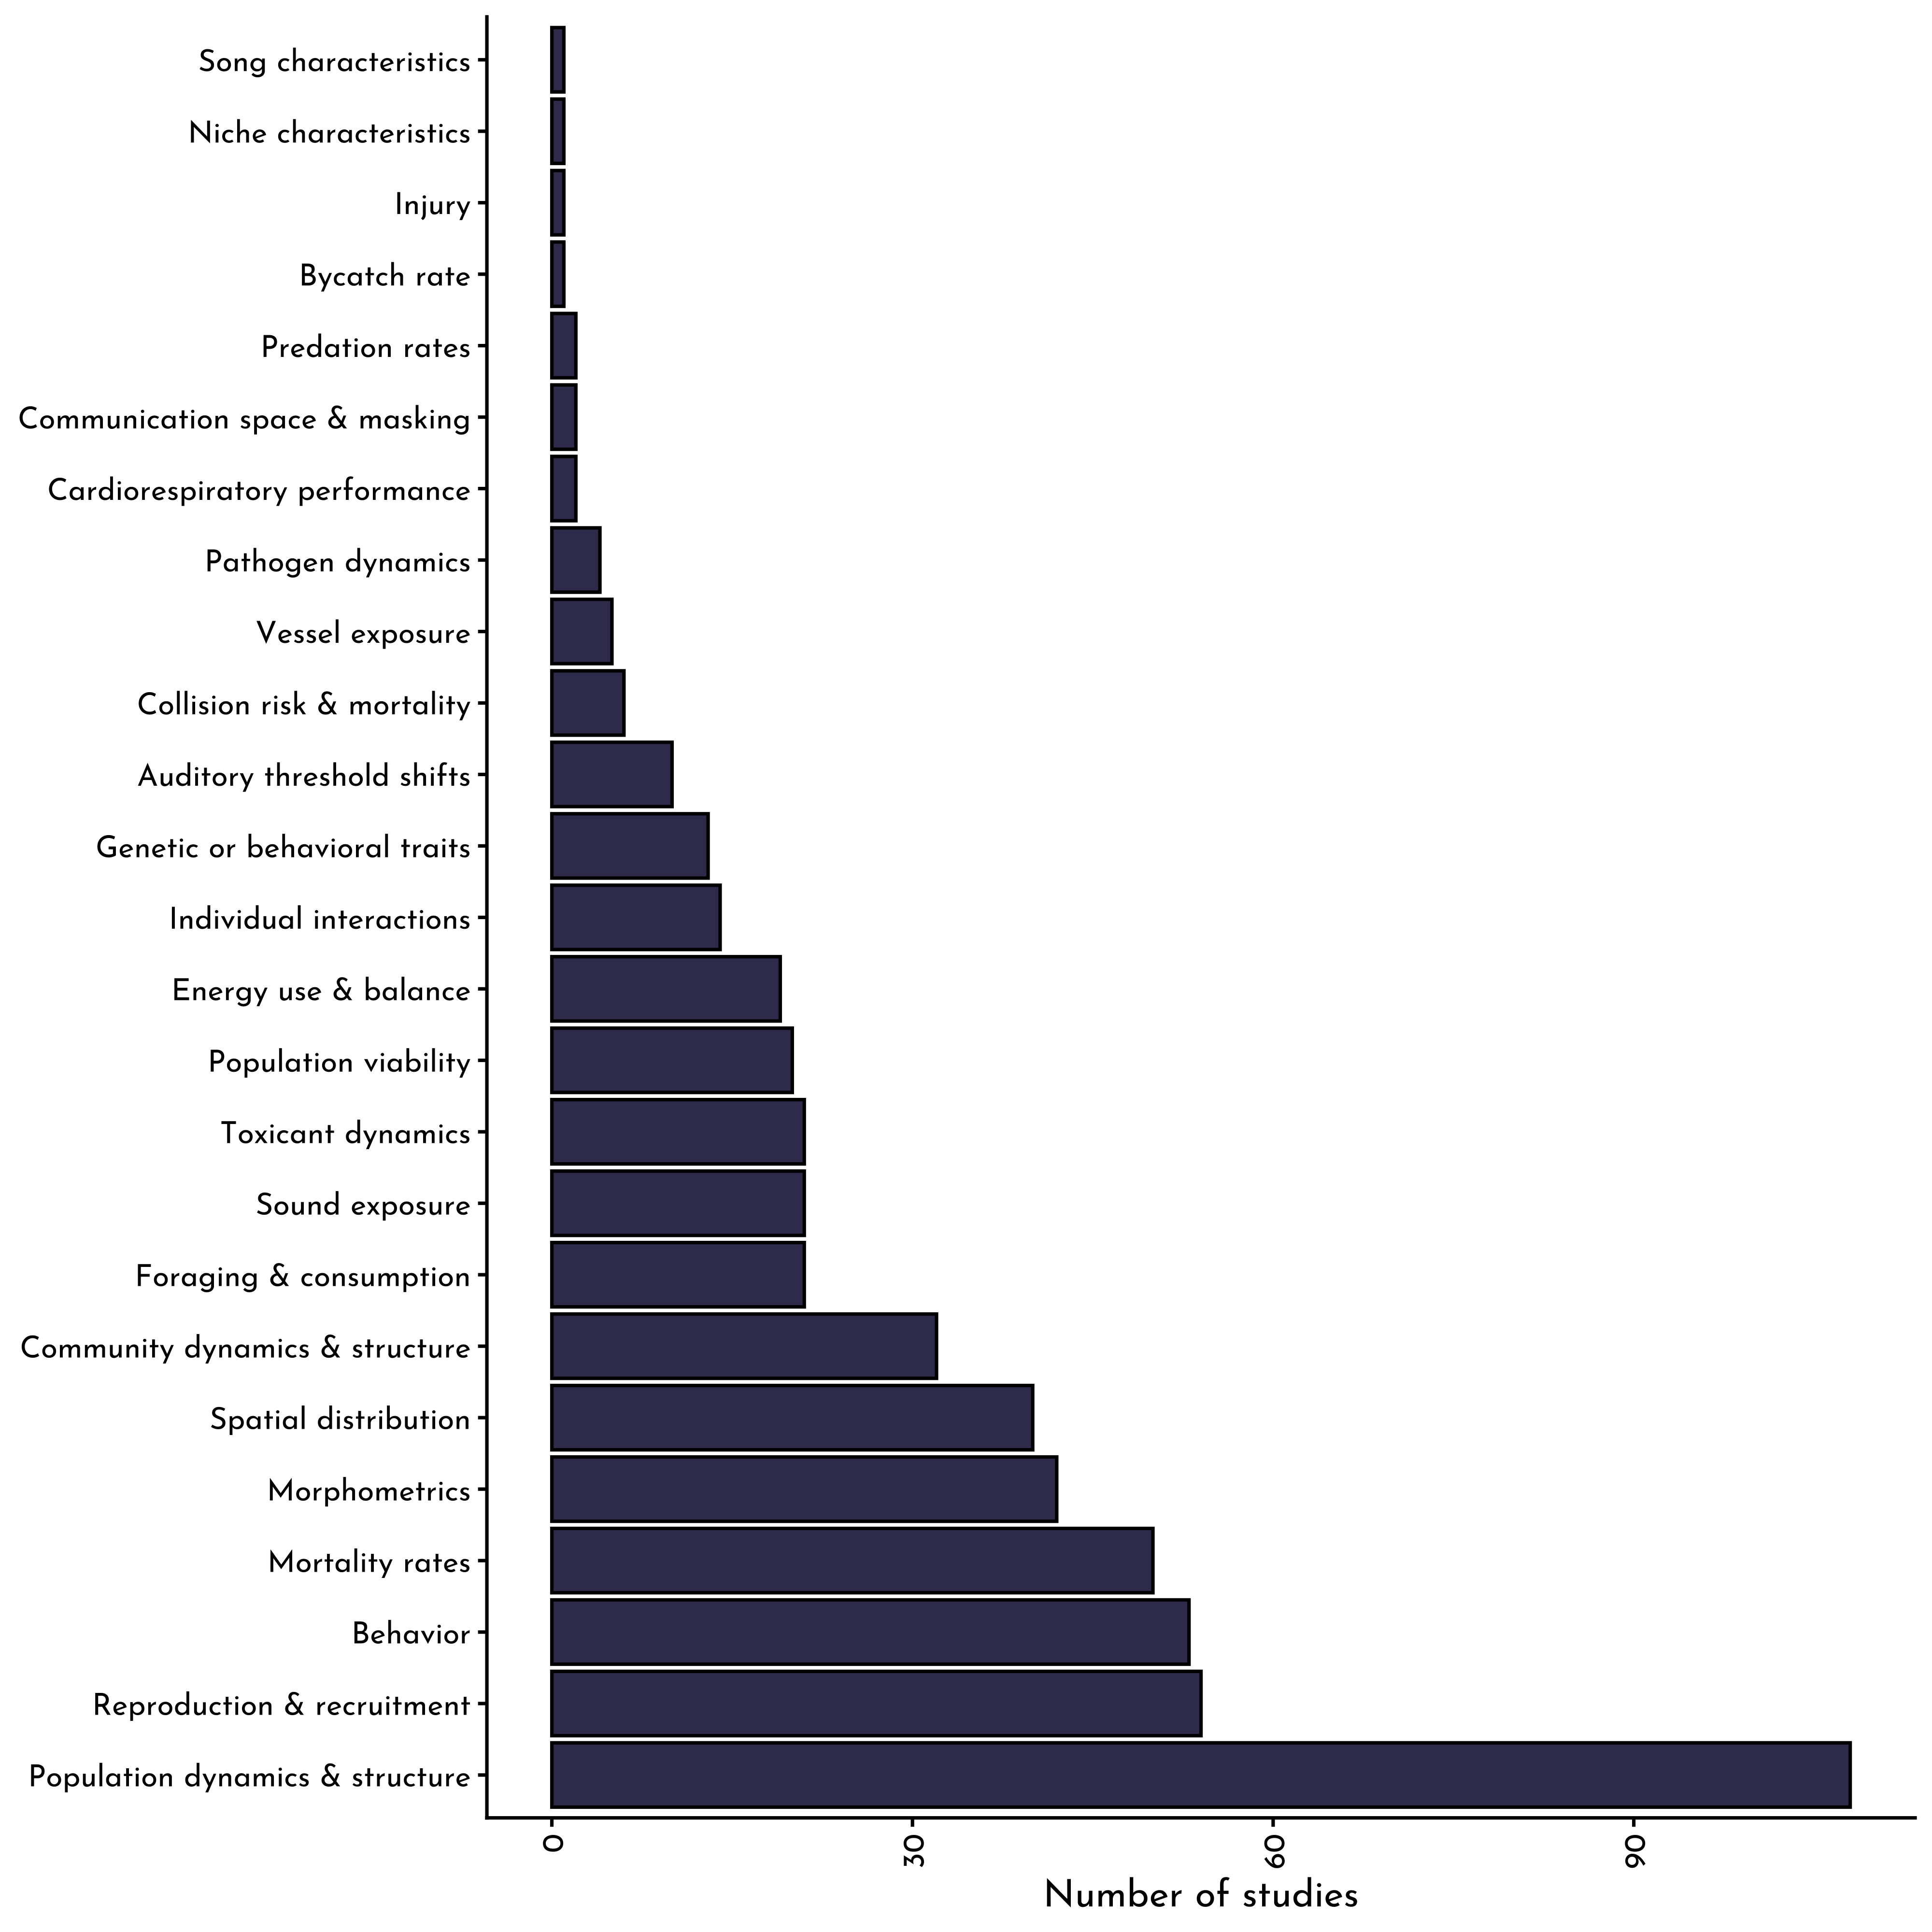 Song characteristics
Niche characteristics
Injury
Bycatch rate
Predation rates
Communication space & masking
Cardiorespiratory performance
Pathogen dynamics
Vessel exposure
Collision risk & mortality
Auditory threshold shifts
Genetic or behavioral traits
Individual interactions
Energy use & balance
Population viability
Toxicant dynamics
Sound exposure
Foraging & consumption
Community dynamics & structure
Spatial distribution
Morphometrics
Mortality rates
Behavior
Reproduction & recruitment
Population dynamics & structure
0 30 60 90
Number of studies